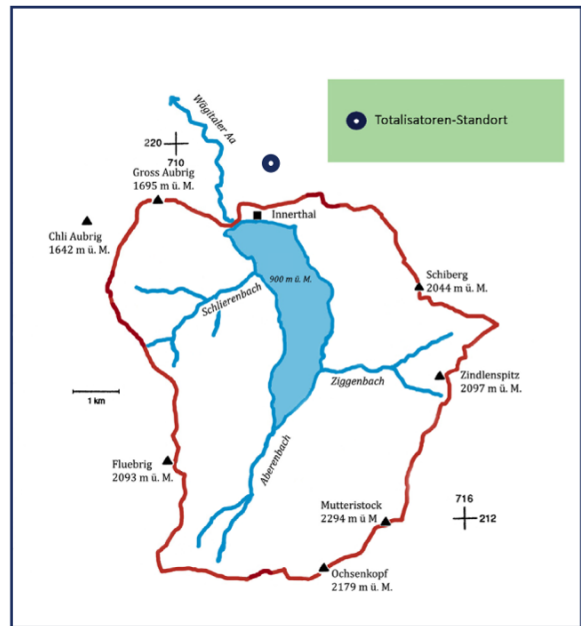 Wägitaler Aa
220
710
Totalisatoren-Standort
Gross Aubrig
1695 m ü. M.
Innerthal
Chli Aubrig
1642 m ü. M.
900 m ü. M.
Schiberg
2044 m ü. M.
Schlierenbach
Zindlenspitz
2097 m ü. M.
Ziggenbach
1 km
Aberenbach
Fluebrig
2093 m ü. M.
Mutteristock
2294 m ü M
716
212
Ochsenkopf
2179 m ü. M.